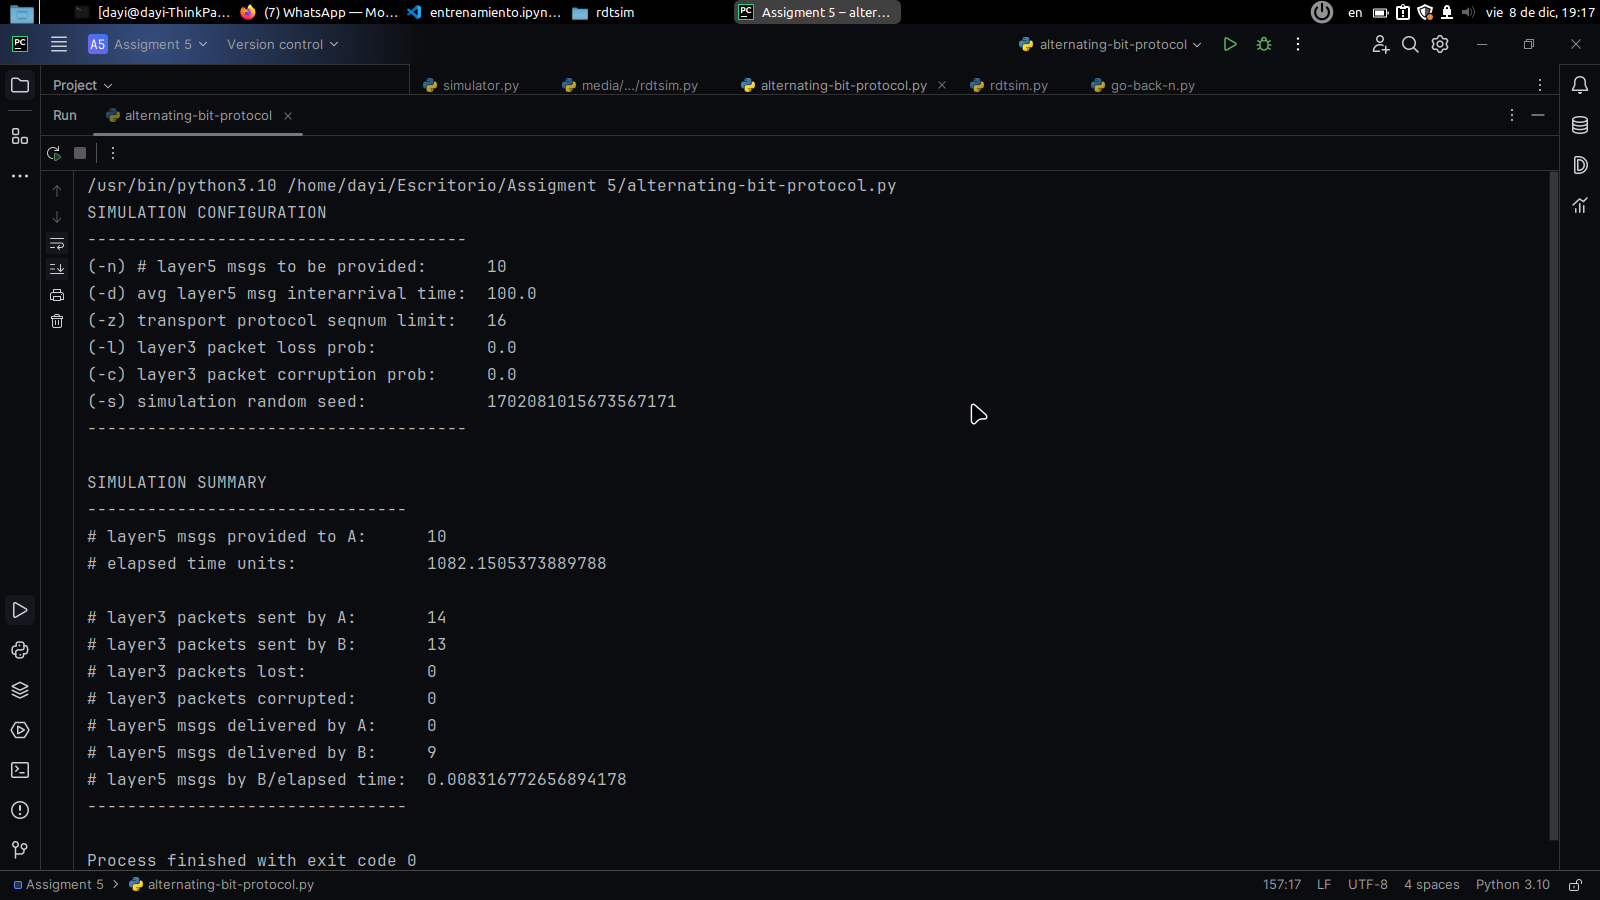 [dayi@dayi-ThinkPa... (7) WhatsApp — Mo... entrenamiento.ipyn... rdtsim PC Assigment 5 – alter... en vie 8 de dic, 19:17
PC A5 Assigment 5 Version control alternating-bit-protocol
Project simulator.py media/.../rdtsim.py alternating-bit-protocol.py rdtsim.py go-back-n.py
Run alternating-bit-protocol
/usr/bin/python3.10 /home/dayi/Escritorio/Assigment 5/alternating-bit-protocol.py
SIMULATION CONFIGURATION
--------------------------------------
(-n) # layer5 msgs to be provided: 10
(-d) avg layer5 msg interarrival time: 100.0
(-z) transport protocol seqnum limit: 16
(-l) layer3 packet loss prob: 0.0
(-c) layer3 packet corruption prob: 0.0
(-s) simulation random seed: 1702081015673567171
--------------------------------------
SIMULATION SUMMARY
--------------------------------
# layer5 msgs provided to A: 10
# elapsed time units: 1082.1505373889788
# layer3 packets sent by A: 14
# layer3 packets sent by B: 13
# layer3 packets lost: 0
# layer3 packets corrupted: 0
# layer5 msgs delivered by A: 0
# layer5 msgs delivered by B: 9
# layer5 msgs by B/elapsed time: 0.008316772656894178
--------------------------------
Process finished with exit code 0
Assigment 5 > alternating-bit-protocol.py 157:17 LF UTF-8 4 spaces Python 3.10